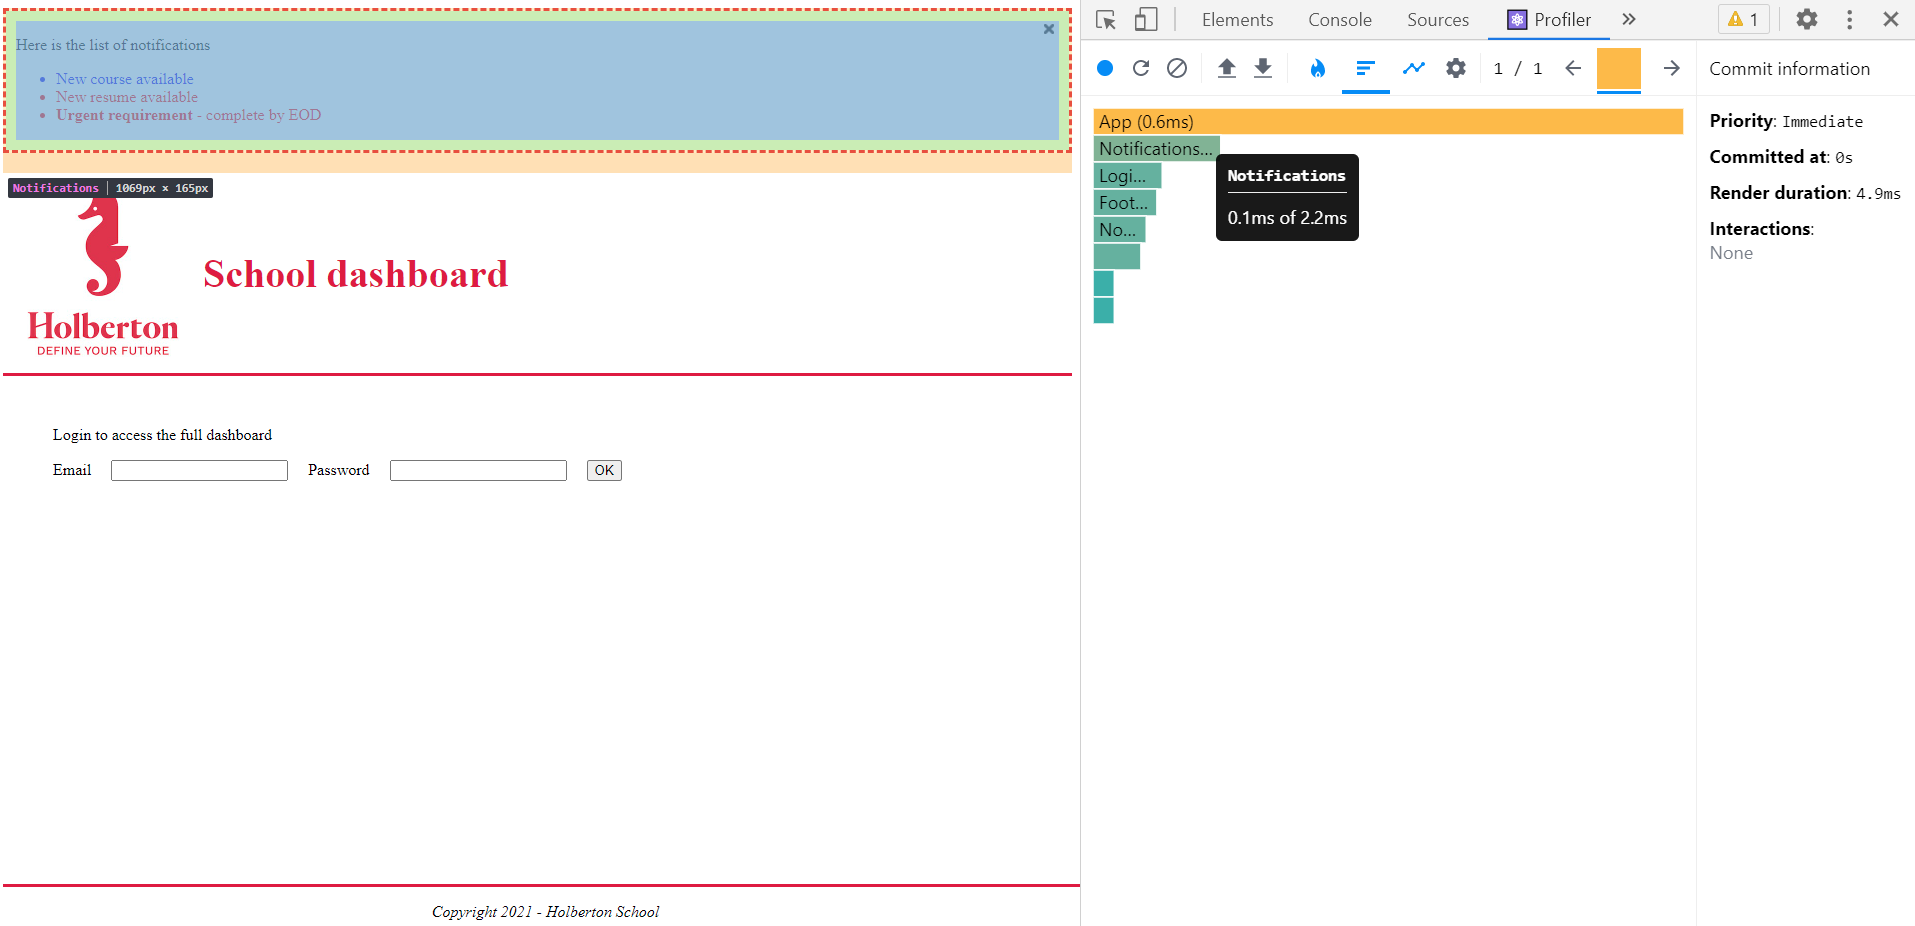 Here is the list of notifications
New course available
New resume available
Urgent requirement - complete by EOD
Notifications | 1069px × 165px
School dashboard
Holberton
DEFINE YOUR FUTURE
Login to access the full dashboard
Email Password OK
Copyright 2021 - Holberton School
Elements Console Sources Profiler 1
1 / 1
App (0.6ms)
Notifications...
Logi...
Foot...
No...
Notifications
0.1ms of 2.2ms
Commit information
Priority: Immediate
Committed at: 0s
Render duration: 4.9ms
Interactions:
None